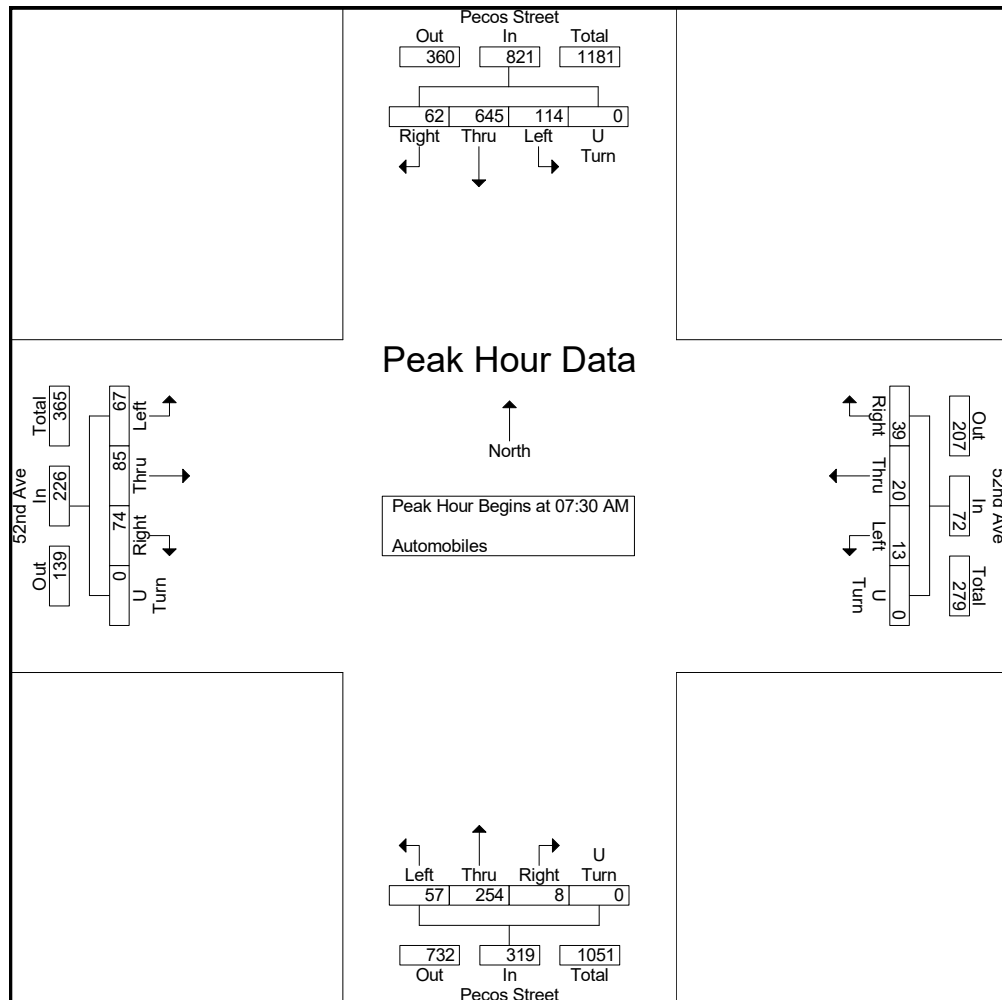 Pecos Street
Out In Total
360 821 1181
62 645 114 0
Right Thru Left U
Turn
Peak Hour Data
North
Peak Hour Begins at 07:30 AM
Automobiles
52nd Ave
Total In Out
365 226 139
67 85 74 0
Left Thru Right U
Turn
52nd Ave
Out In Total
207 72 279
39 20 13 0
Right Thru Left U
Turn
U
Left Thru Right Turn
57 254 8 0
732 319 1051
Out In Total
Pecos Street